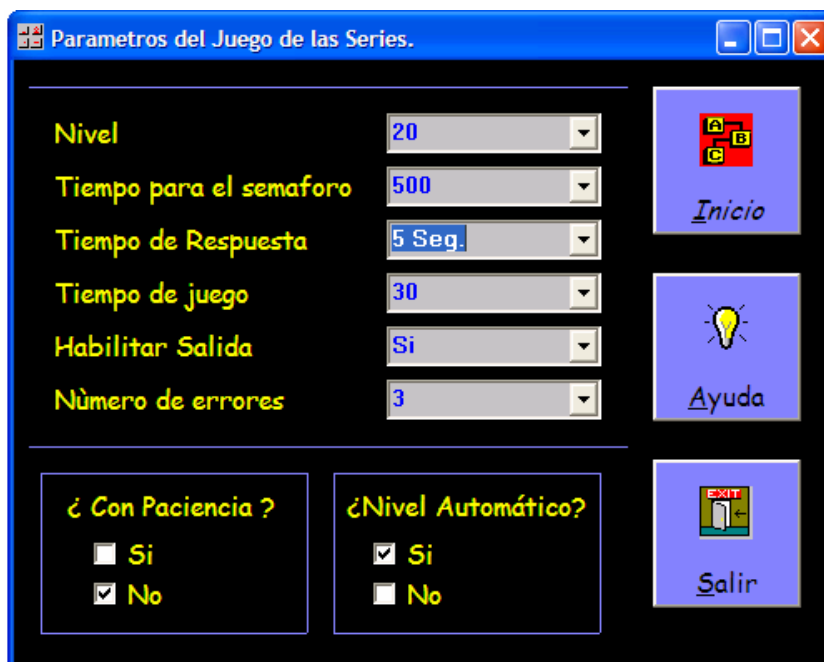 Parametros del Juego de las Series.
Nivel 20
Tiempo para el semaforo 500
Tiempo de Respuesta 5 Seg.
Tiempo de juego 30
Habilitar Salida Si
Nùmero de errores 3
¿ Con Paciencia ?
Si
No
¿Nivel Automático?
Si
No
A
B
C
Inicio
Ayuda
EXIT
Salir